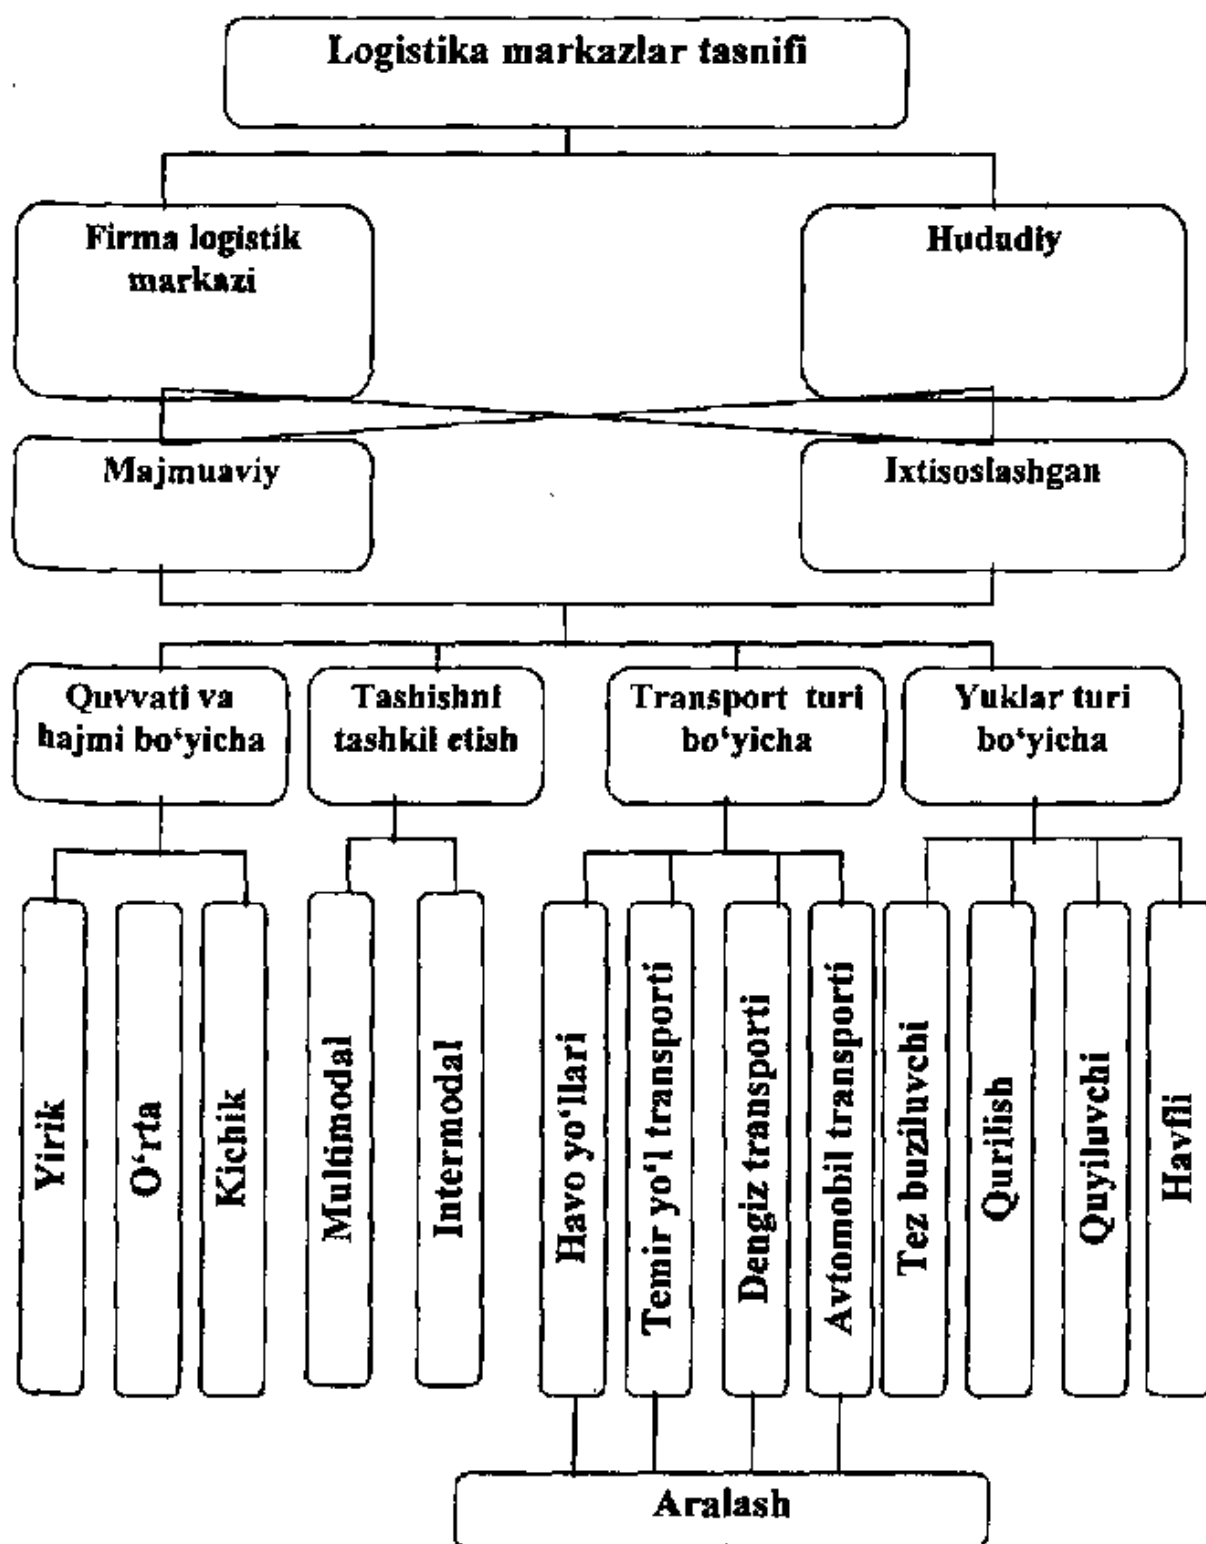 Logistika markazlar tasnifi
Firma logistik
markazi
Hududiy
Majmuaviy
Ixtisoslashgan
Quvvati va
hajmi bo‘yicha
Tashishni
tashkil etish
Transport turi
bo‘yicha
Yuklar turi
bo‘yicha
Yirik
O‘rta
Kichik
Multimodal
Intermodal
Havo yo‘llari
Temir yo‘l transporti
Dengiz transporti
Avtomobil transporti
Tez buziluvchi
Qurilish
Quyiluvchi
Havfli
Aralash